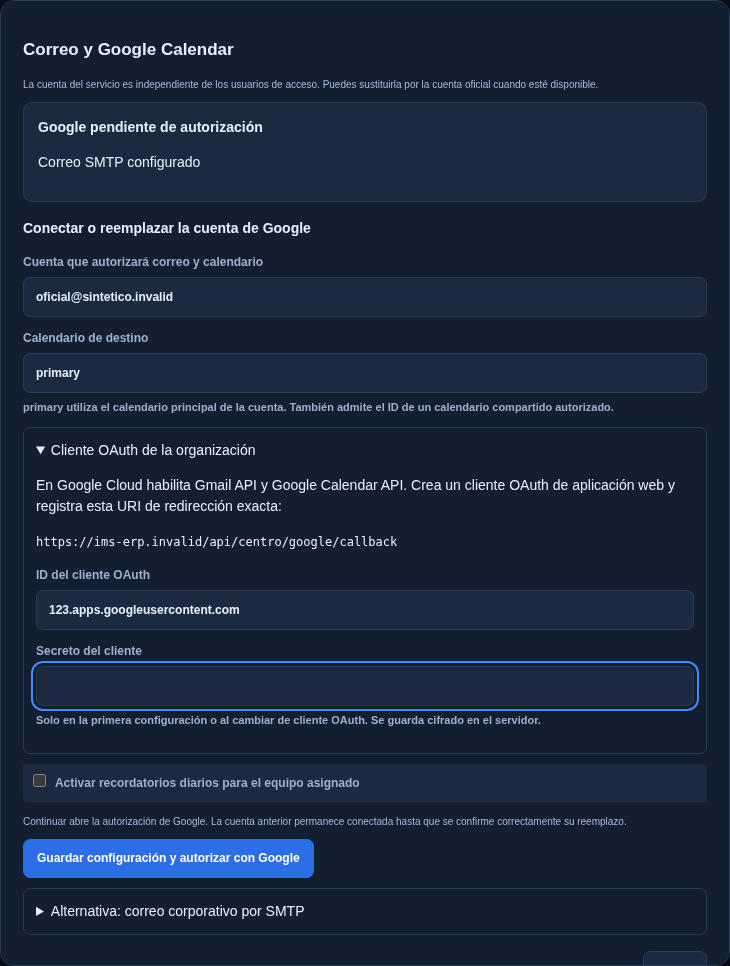 Correo y Google Calendar
La cuenta del servicio es independiente de los usuarios de acceso. Puedes sustituirla por la cuenta oficial cuando esté disponible.
Google pendiente de autorización
Correo SMTP configurado
Conectar o reemplazar la cuenta de Google
Cuenta que autorizará correo y calendario
oficial@sintetico.invalid
Calendario de destino
primary
primary utiliza el calendario principal de la cuenta. También admite el ID de un calendario compartido autorizado.
Cliente OAuth de la organización
En Google Cloud habilita Gmail API y Google Calendar API. Crea un cliente OAuth de aplicación web y
registra esta URI de redirección exacta:
https://ims-erp.invalid/api/centro/google/callback
ID del cliente OAuth
123.apps.googleusercontent.com
Secreto del cliente
Solo en la primera configuración o al cambiar de cliente OAuth. Se guarda cifrado en el servidor.
Activar recordatorios diarios para el equipo asignado
Continuar abre la autorización de Google. La cuenta anterior permanece conectada hasta que se confirme correctamente su reemplazo.
Guardar configuración y autorizar con Google
Alternativa: correo corporativo por SMTP